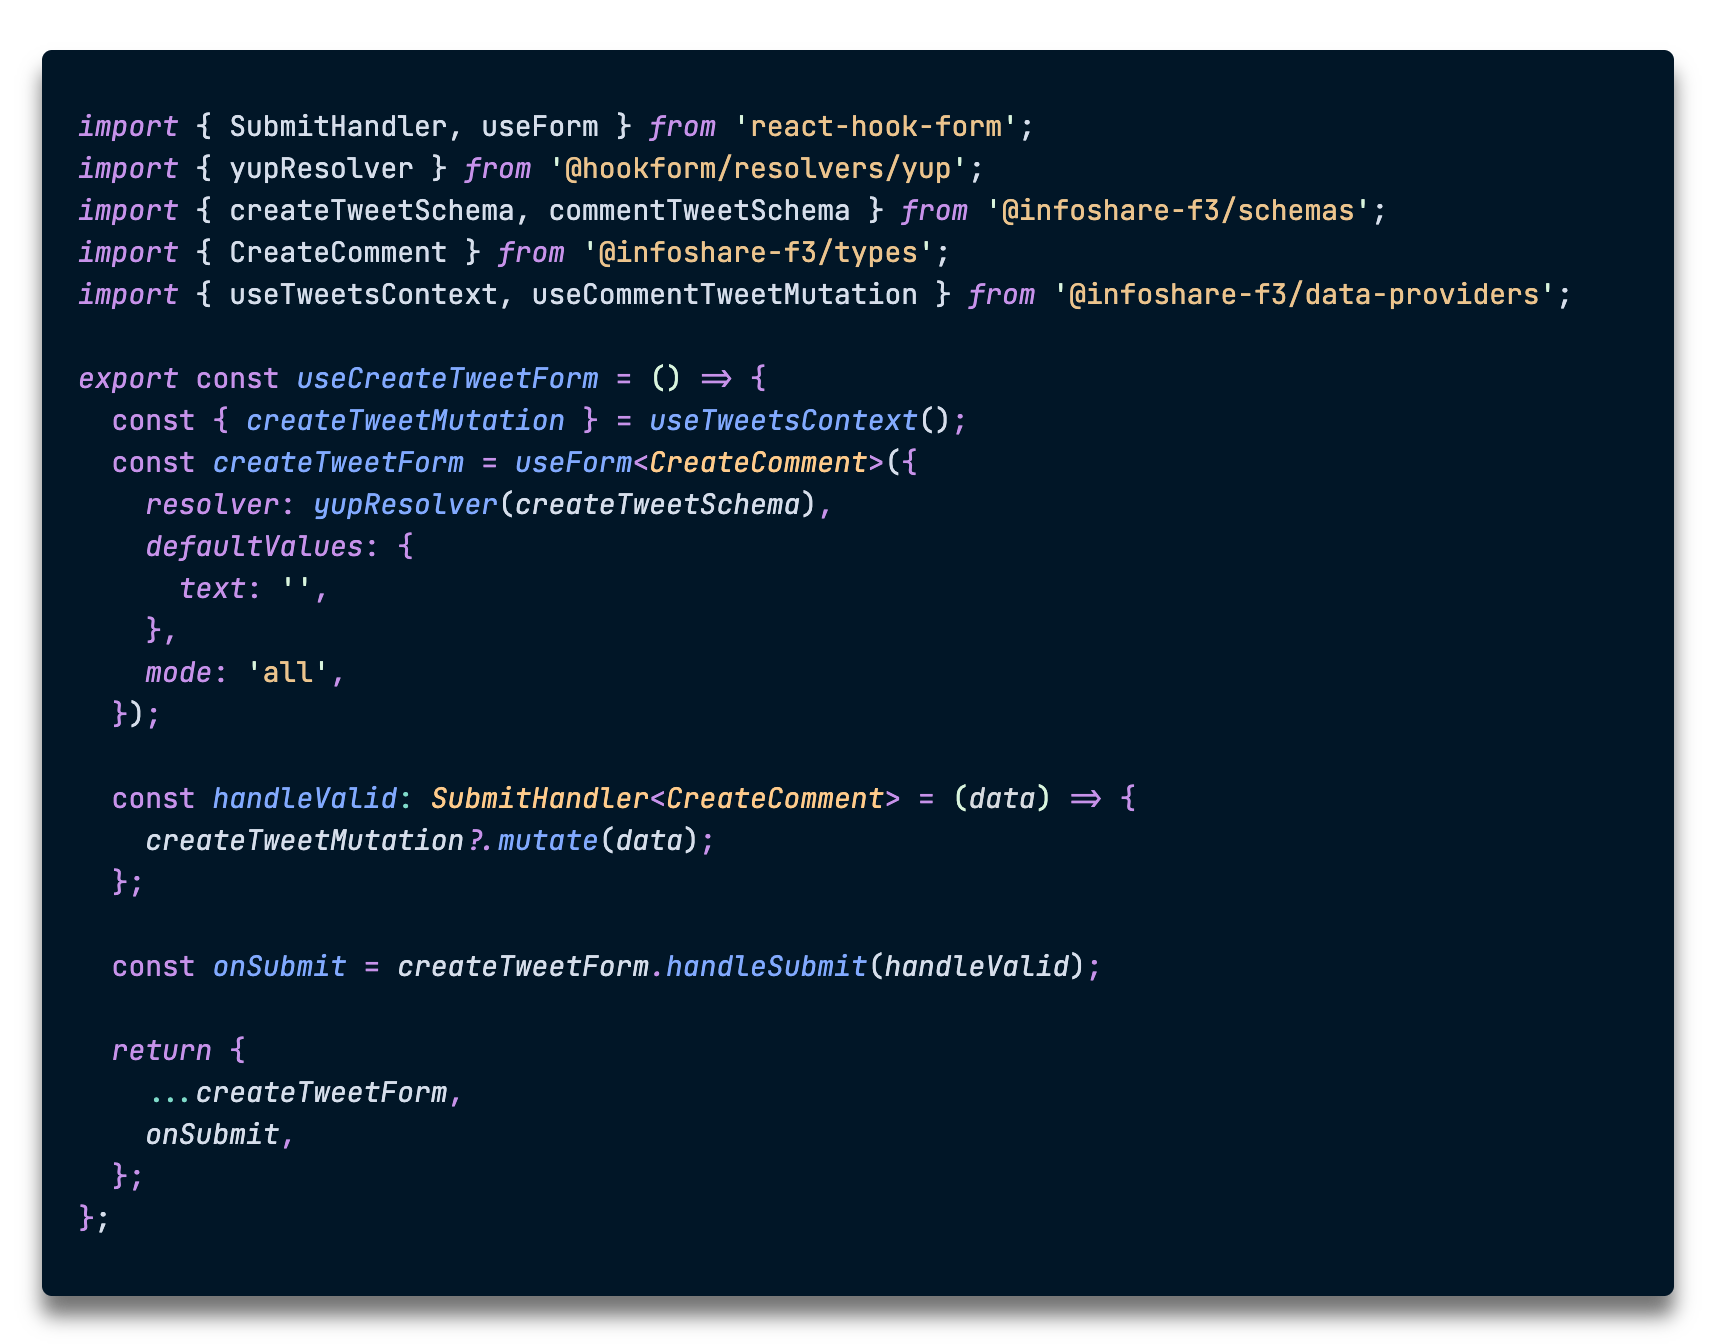 import { SubmitHandler, useForm } from 'react-hook-form';
import { yupResolver } from '@hookform/resolvers/yup';
import { createTweetSchema, commentTweetSchema } from '@infoshare-f3/schemas';
import { CreateComment } from '@infoshare-f3/types';
import { useTweetsContext, useCommentTweetMutation } from '@infoshare-f3/data-providers';

export const useCreateTweetForm = () => {
  const { createTweetMutation } = useTweetsContext();
  const createTweetForm = useForm<CreateComment>({
    resolver: yupResolver(createTweetSchema),
    defaultValues: {
      text: '',
    },
    mode: 'all',
  });

  const handleValid: SubmitHandler<CreateComment> = (data) => {
    createTweetMutation?.mutate(data);
  };

  const onSubmit = createTweetForm.handleSubmit(handleValid);

  return {
    ...createTweetForm,
    onSubmit,
  };
};